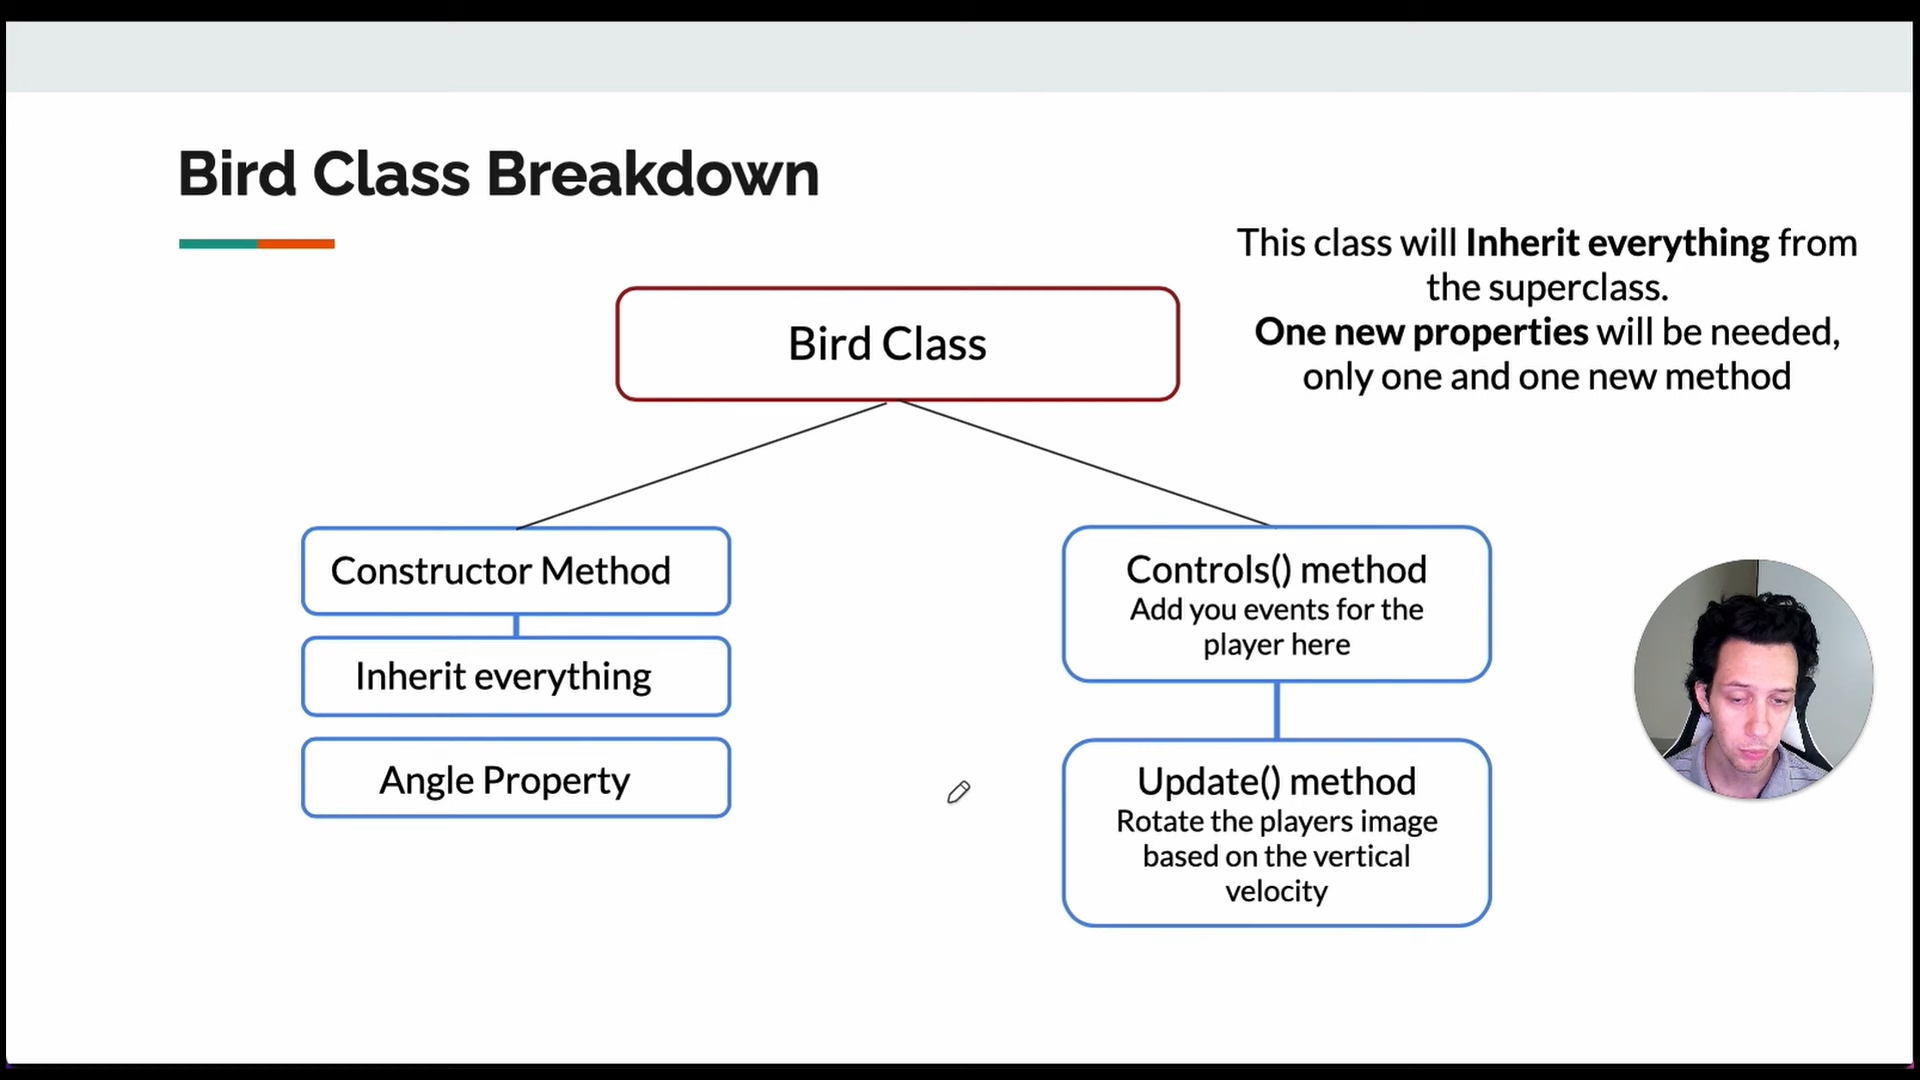 Bird Class Breakdown
This class will Inherit everything from
the superclass.
One new properties will be needed,
only one and one new method
Bird Class
Constructor Method
Inherit everything
Angle Property
Controls() method
Add you events for the
player here
Update() method
Rotate the players image
based on the vertical
velocity